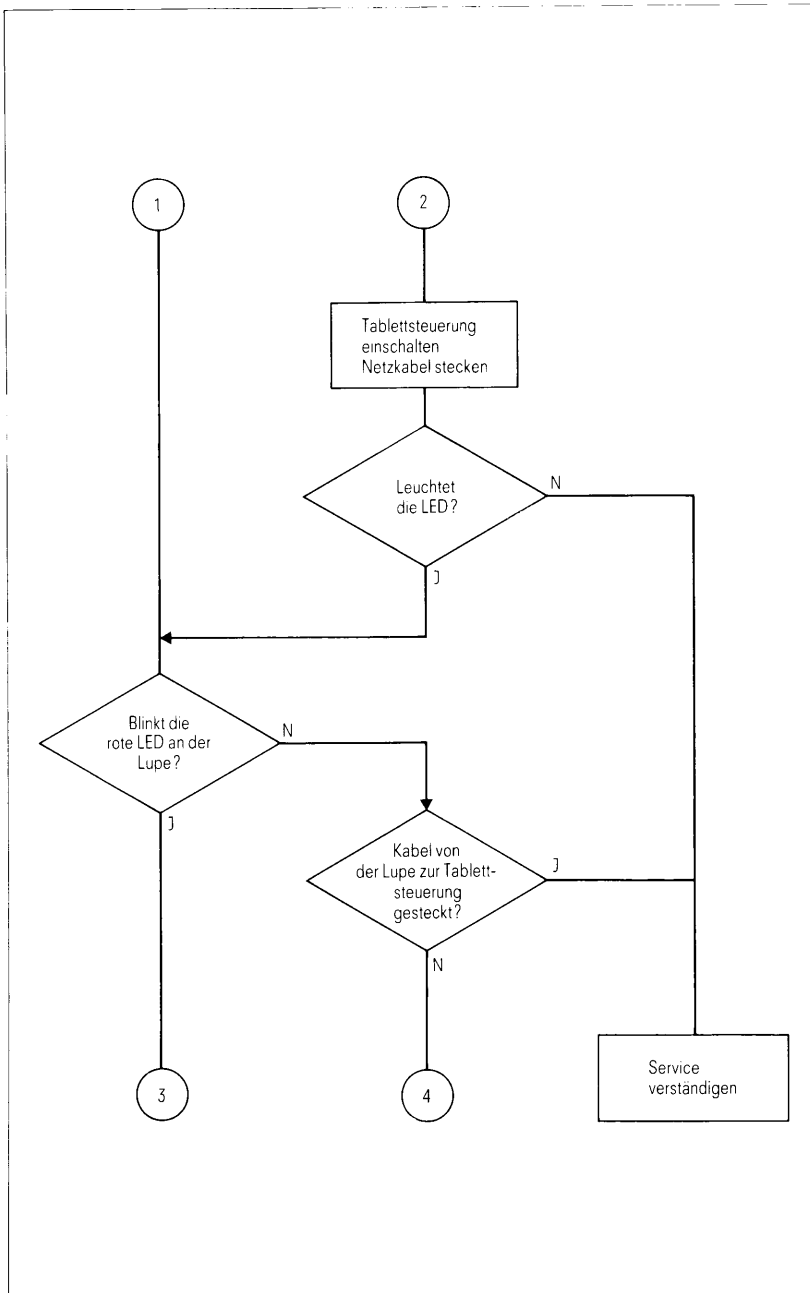 1
2
Tablettsteuerung
einschalten
Netzkabel stecken
Leuchtet
die LED?
N
J
Blinkt die
rote LED an der
Lupe?
N
J
Kabel von
der Lupe zur Tablett-
steuerung
gesteckt?
J
N
3
4
Service
verständigen